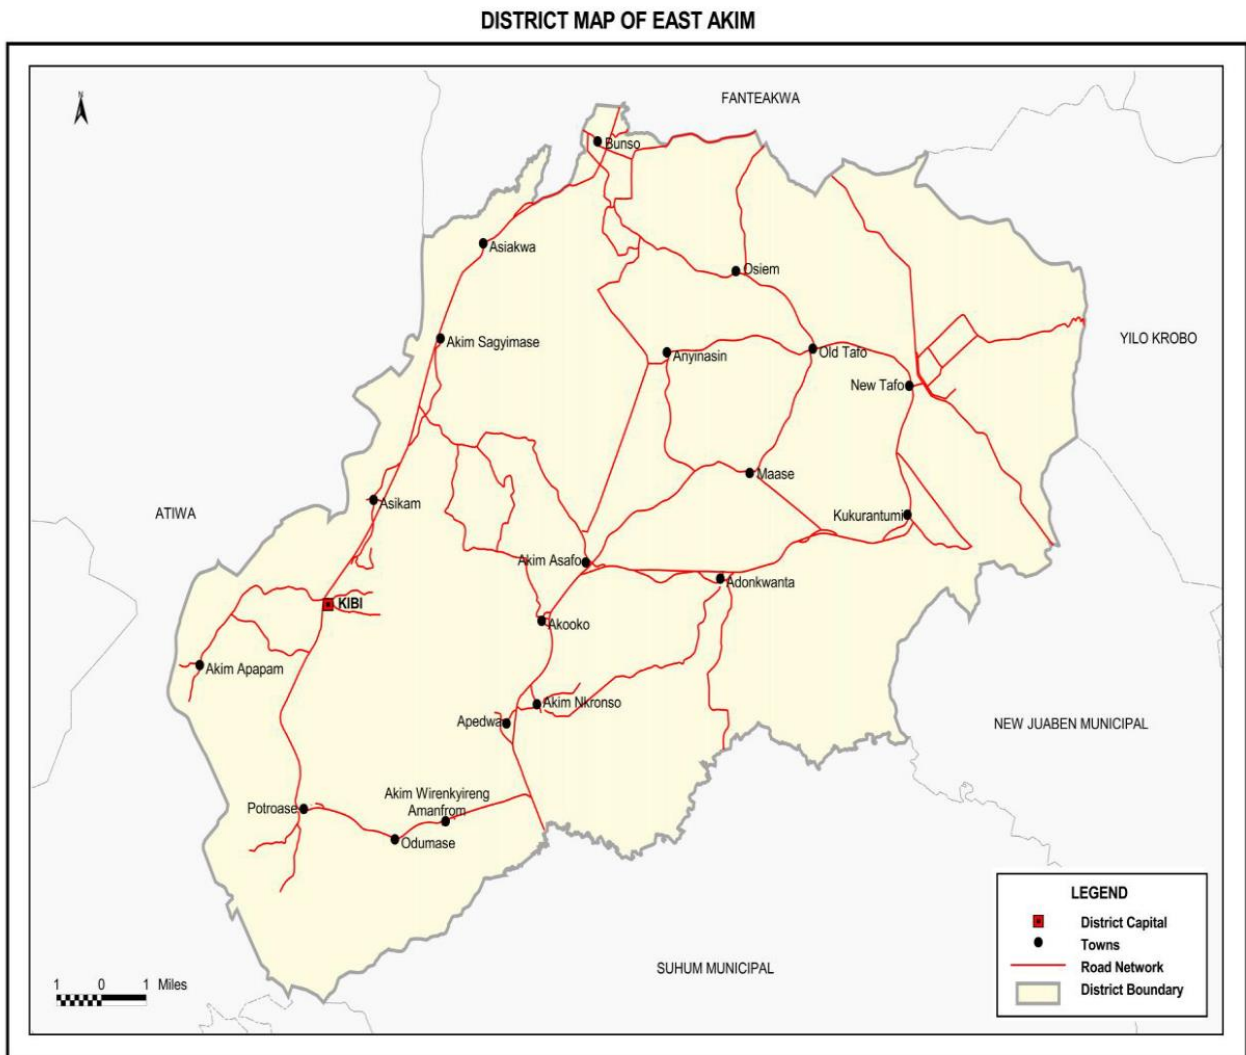 DISTRICT MAP OF EAST AKIM
N
FANTEAKWA
Bunso
Asiakwa
Osiem
Akim Sagyimase
YILO KROBO
Anyinasin
Old Tafo
New Tafo
Maase
Asikam
ATIWA
Kukurantumi
Akim Asafo
Adonkwanta
KIBI
Akooko
Akim Apapam
Akim Nkronso
Apedwa
NEW JUABEN MUNICIPAL
Akim Wirenkyireng
Amanfrom
Potroase
Odumase
SUHUM MUNICIPAL
1 0 1 Miles
LEGEND
District Capital
Towns
Road Network
District Boundary